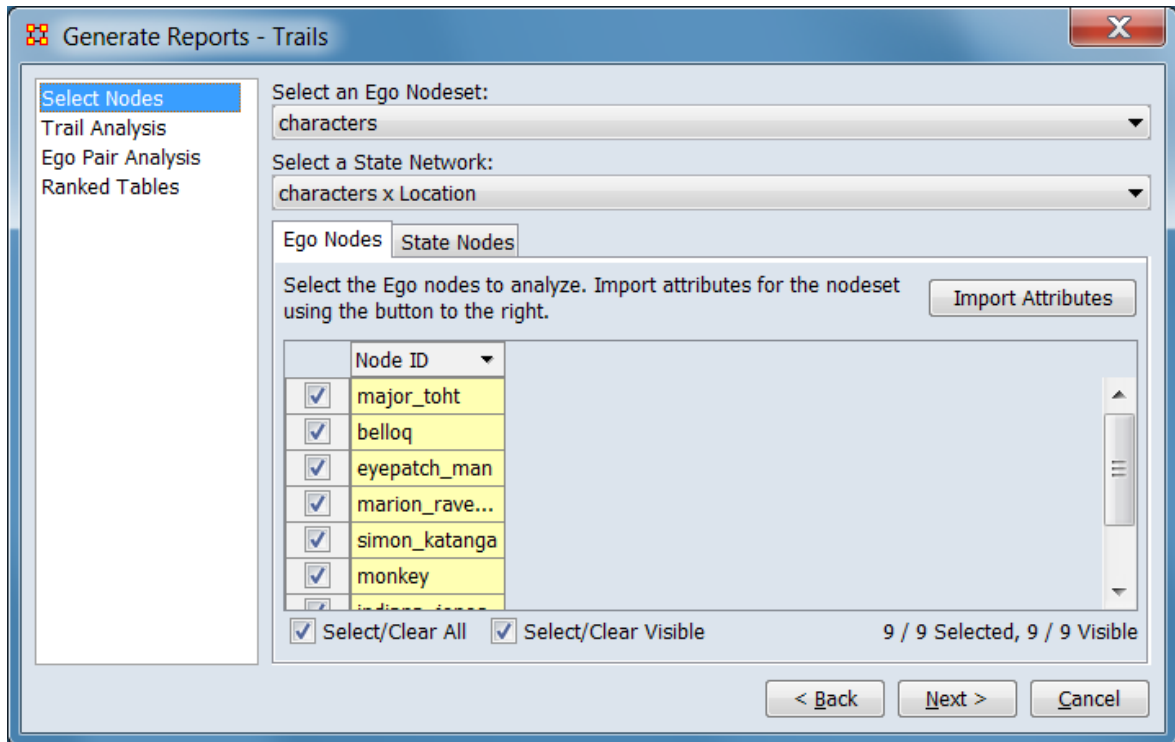 Generate Reports - Trails
Select Nodes
Trail Analysis
Ego Pair Analysis
Ranked Tables
Select an Ego Nodeset:
characters
Select a State Network:
characters x Location
Ego Nodes
State Nodes
Select the Ego nodes to analyze. Import attributes for the nodeset
using the button to the right.
Import Attributes
Node ID
major_toht
belloq
eyepatch_man
marion_rave...
simon_katanga
monkey
Select/Clear All
Select/Clear Visible
9 / 9 Selected, 9 / 9 Visible
< Back
Next >
Cancel